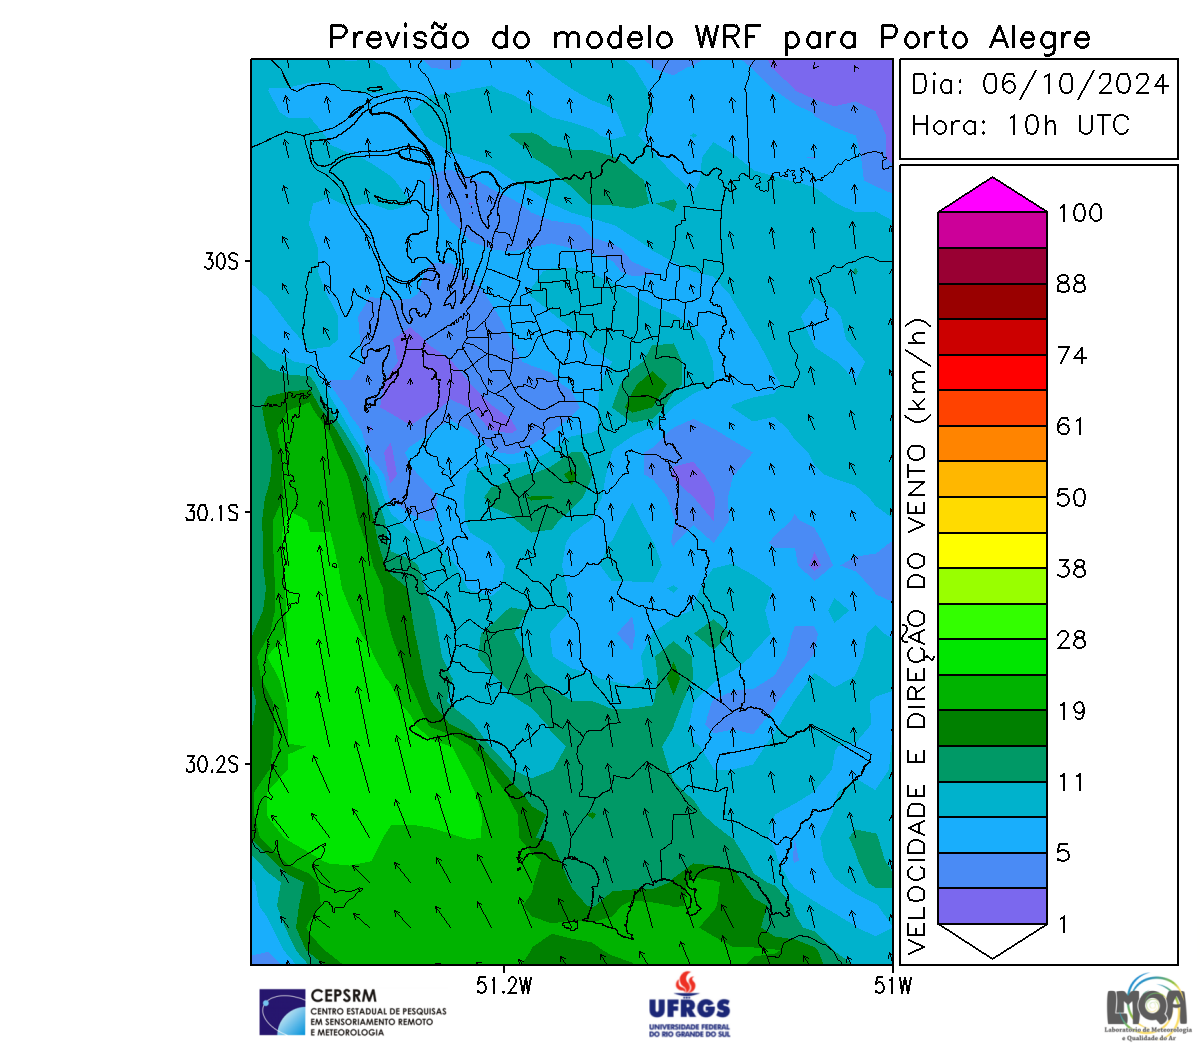 Previsão do modelo WRF para Porto Alegre
Dia: 06/10/2024
Hora: 10h UTC
30S
30.1S
30.2S
51.2W
51W
VELOCIDADE E DIREÇÃO DO VENTO (km/h)
100
88
74
61
50
38
28
19
11
5
1
CEPSRM
CENTRO ESTADUAL DE PESQUISAS
EM SENSORIAMENTO REMOTO
E METEOROLOGIA
UFRGS
UNIVERSIDADE FEDERAL
DO RIO GRANDE DO SUL
LMQA
Laboratório de Meteorologia
e Qualidade do Ar